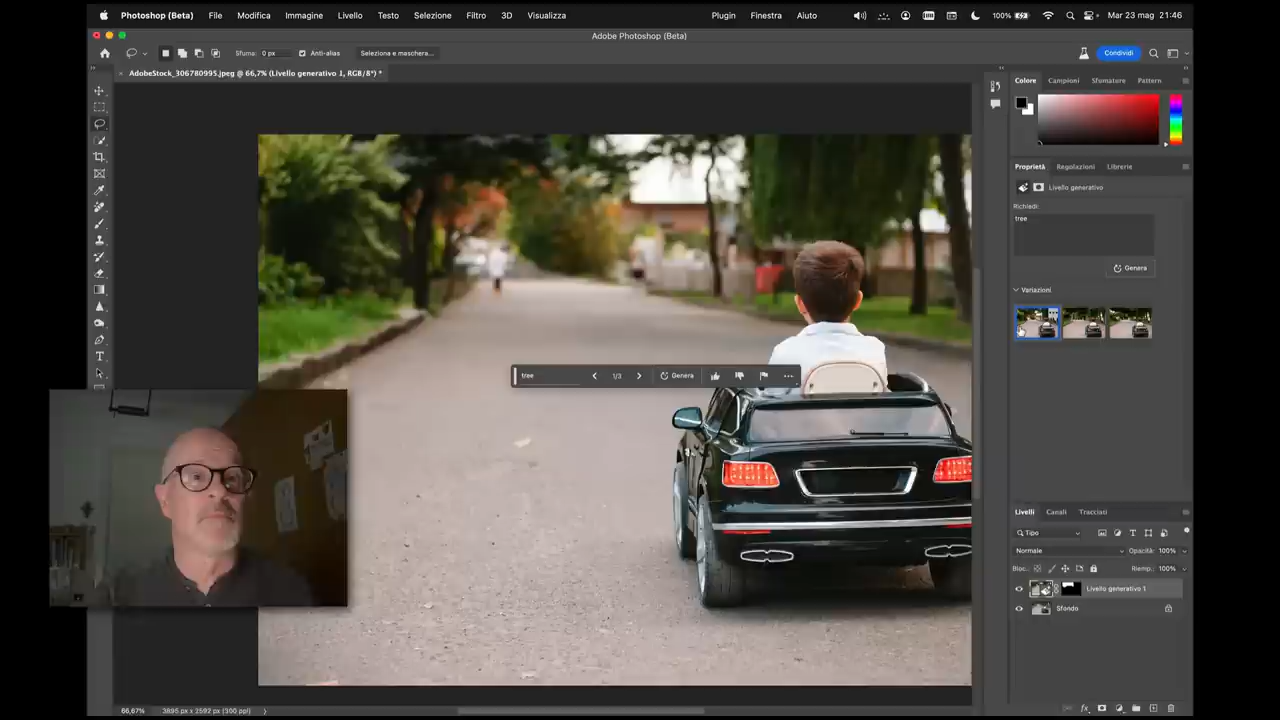 Photoshop (Beta) File Modifica Immagine Livello Testo Selezione Filtro 3D Visualizza Plugin Finestra Aiuto 100% Mar 23 mag 21:46
Adobe Photoshop (Beta)
Sfuma: 0 px Anti-alias Seleziona e maschera... Condividi
× AdobeStock_306780995.jpeg @ 66,7% (Livello generativo 1, RGB/8*) *
Colore Campioni Sfumature Pattern
Proprietà Regolazioni Librerie
Livello generativo
Richiedi:
tree
Genera
Variazioni
tree 1/3 Genera
Livelli Canali Tracciati
Tipo
Normale Opacità: 100%
Bloc.: Riemp.: 100%
Livello generativo 1
Sfondo
66,67% 3895 px x 2592 px (300 ppi)